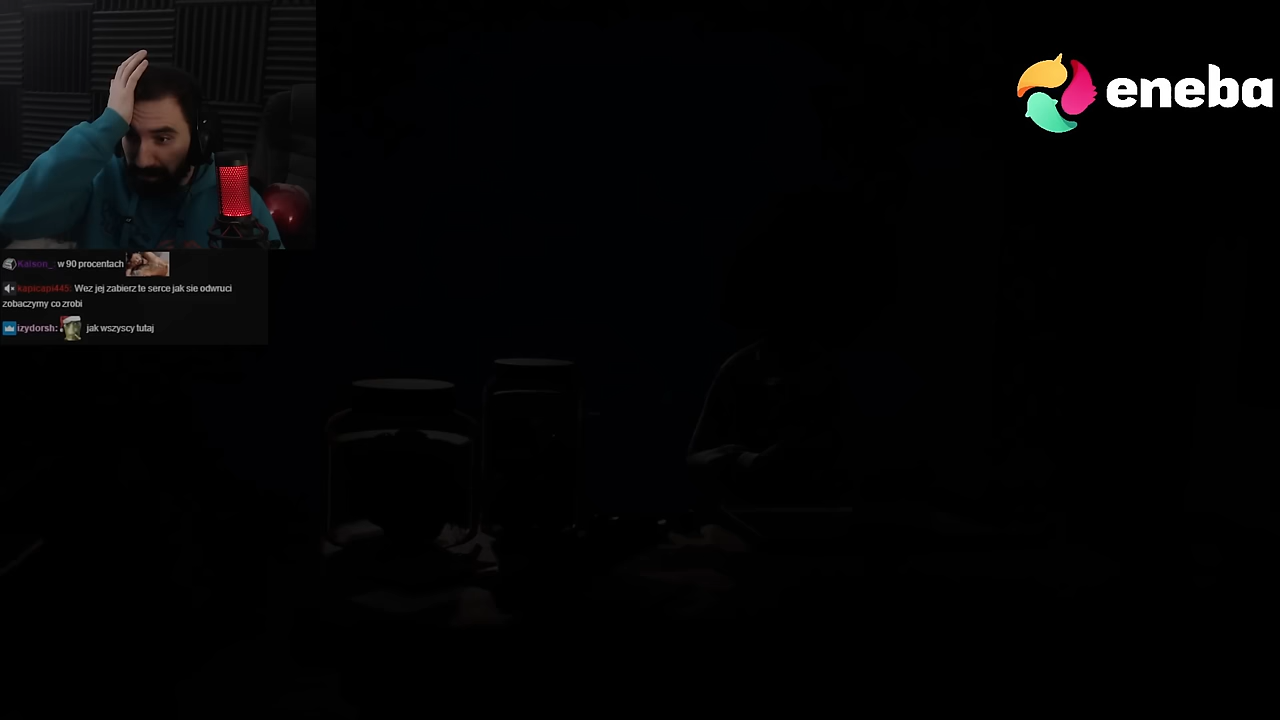 eneba
Kaison_: w 90 procentach
kapicapi445: Wez jej zabierz te serce jak sie odwruci
zobaczymy co zrobi
izydorsh: jak wszyscy tutaj